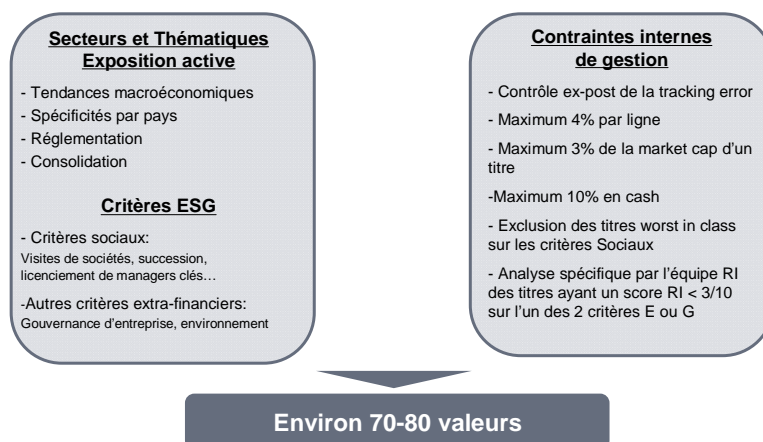 Secteurs et Thématiques
Exposition active
- Tendances macroéconomiques
- Spécificités par pays
- Réglementation
- Consolidation
Critères ESG
- Critères sociaux:
Visites de sociétés, succession,
licenciement de managers clés…
-Autres critères extra-financiers:
Gouvernance d'entreprise, environnement
Contraintes internes
de gestion
- Contrôle ex-post de la tracking error
- Maximum 4% par ligne
- Maximum 3% de la market cap d'un
titre
-Maximum 10% en cash
- Exclusion des titres worst in class
sur les critères Sociaux
- Analyse spécifique par l'équipe RI
des titres ayant un score RI < 3/10
sur l'un des 2 critères E ou G
Environ 70-80 valeurs